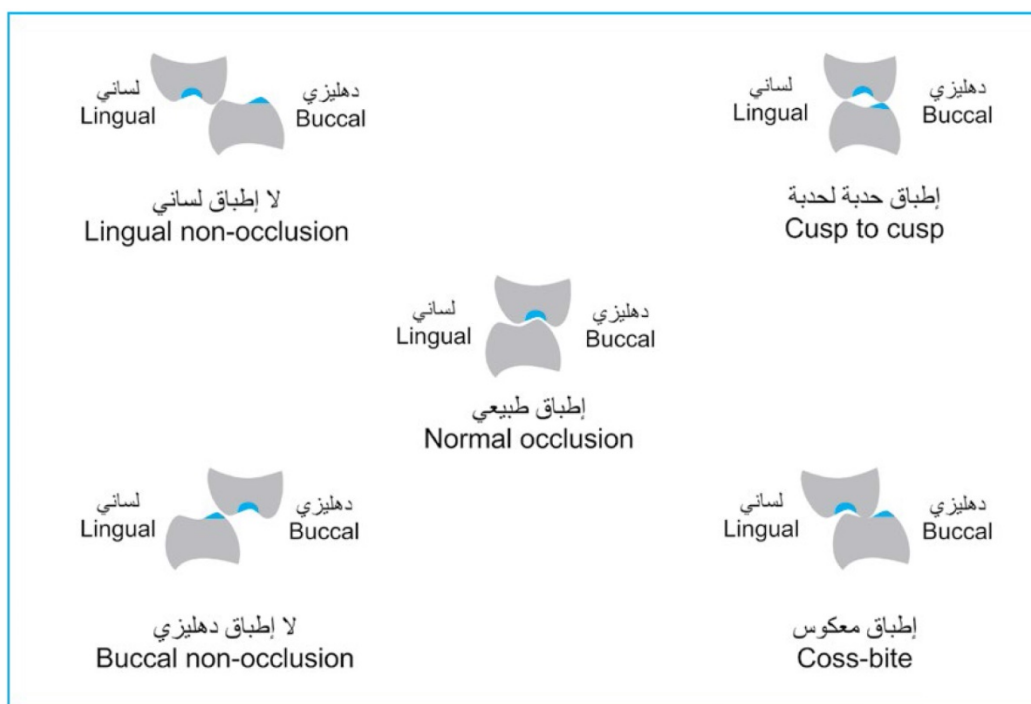 لساني
Lingual
دهليزي
Buccal
لا إطباق لساني
Lingual non-occlusion
لساني
Lingual
دهليزي
Buccal
إطباق حدبة لحدبة
Cusp to cusp
لساني
Lingual
دهليزي
Buccal
إطباق طبيعي
Normal occlusion
لساني
Lingual
دهليزي
Buccal
لا إطباق دهليزي
Buccal non-occlusion
لساني
Lingual
دهليزي
Buccal
إطباق معكوس
Coss-bite